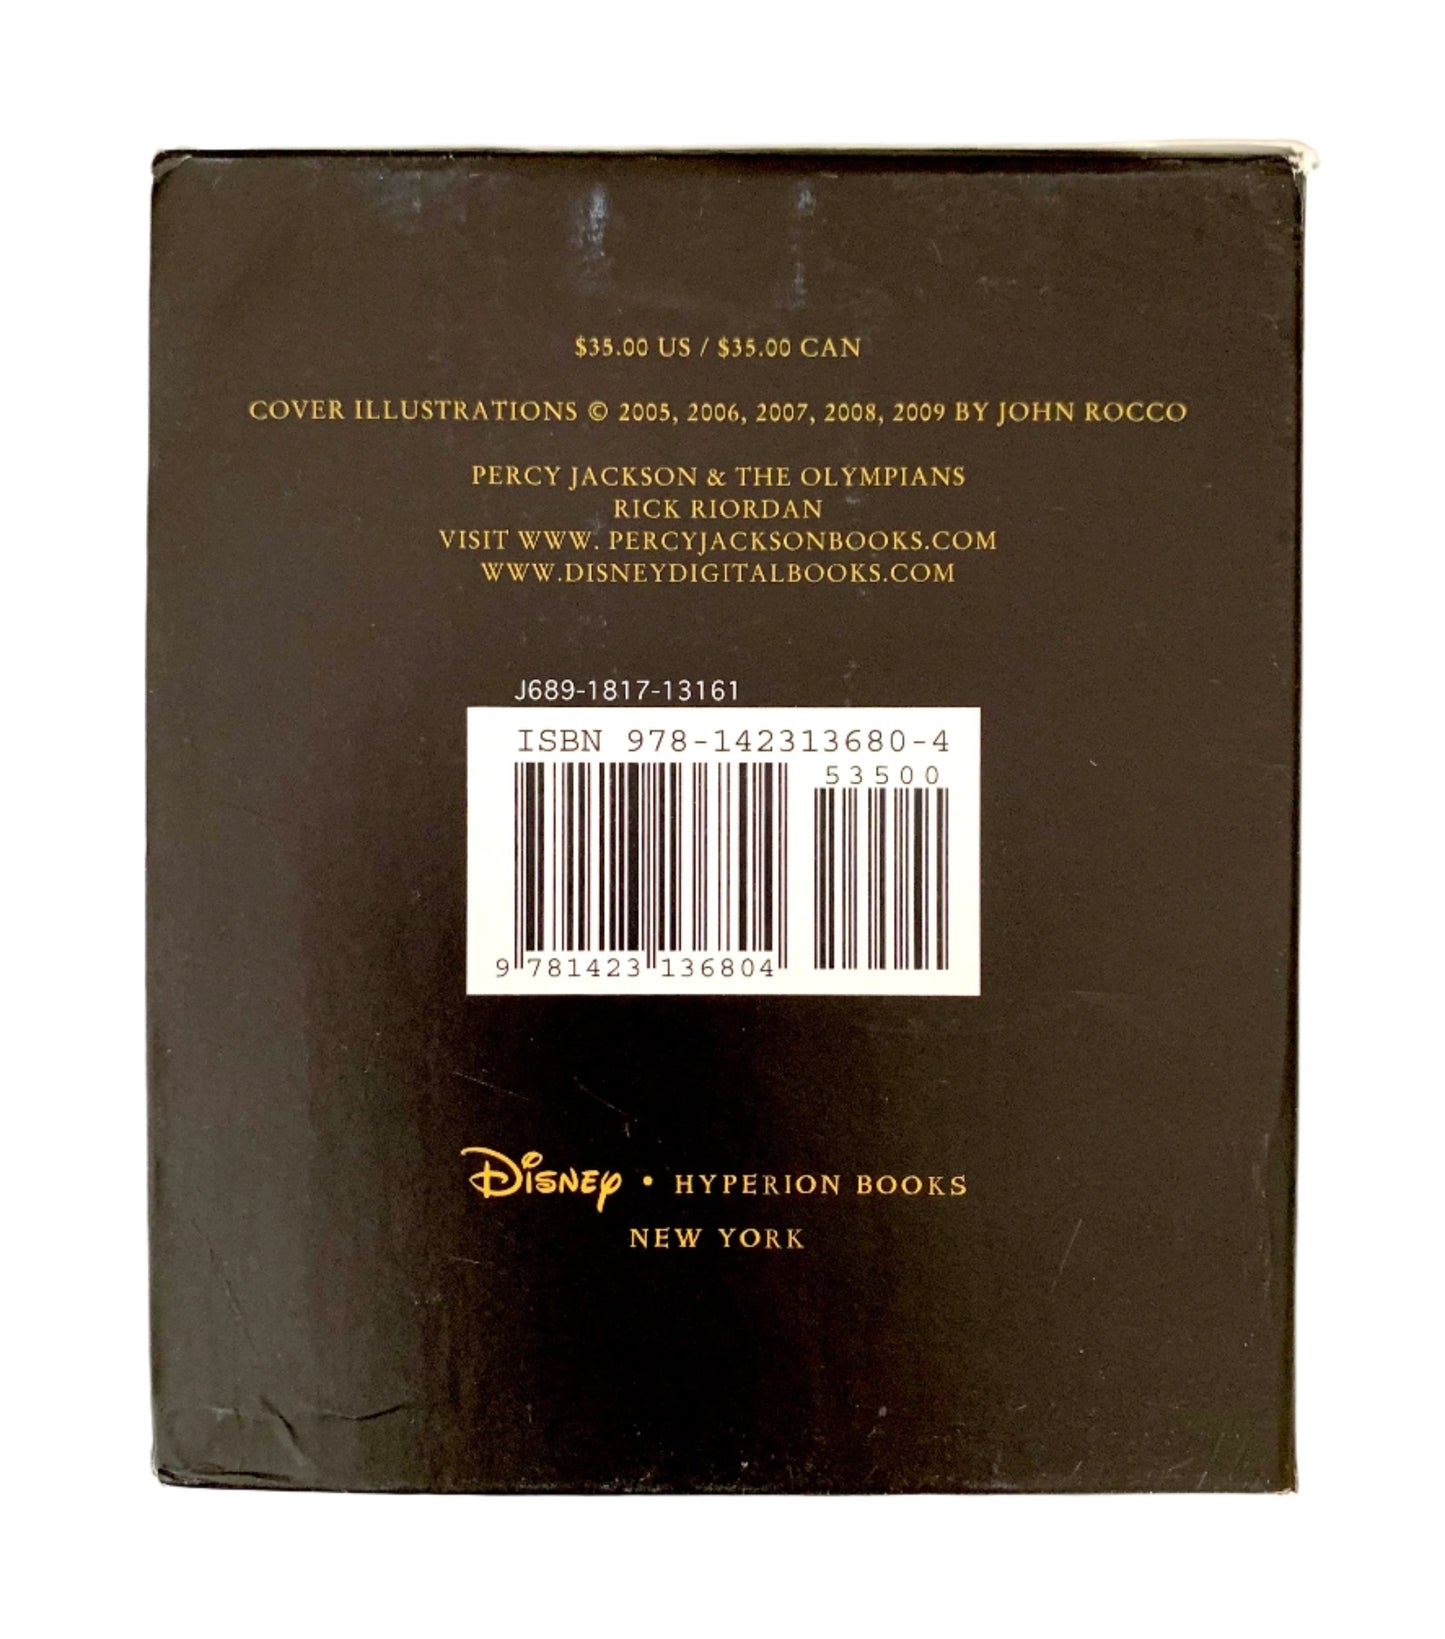 $35.00 US / $35.00 CAN
COVER ILLUSTRATIONS © 2005, 2006, 2007, 2008, 2009 BY JOHN ROCCO
PERCY JACKSON & THE OLYMPIANS
RICK RIORDAN
VISIT WWW. PERCYJACKSONBOOKS.COM
WWW.DISNEYDIGITALBOOKS.COM
J689-1817-13161
ISBN 978-142313680-4
53500
9 781423 136804
DISNEY • HYPERION BOOKS
NEW YORK